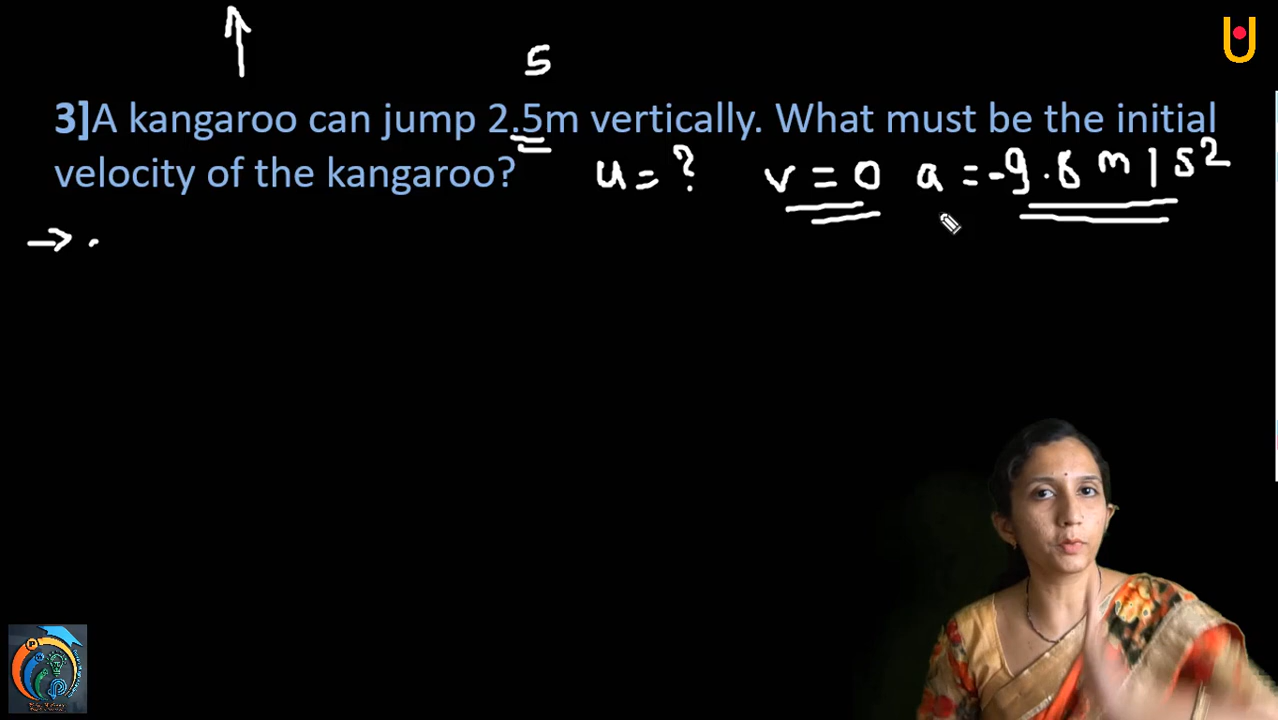 s
3]A kangaroo can jump 2.5m vertically. What must be the initial
velocity of the kangaroo?
u = ? v = 0 a = -9.8 m/s²